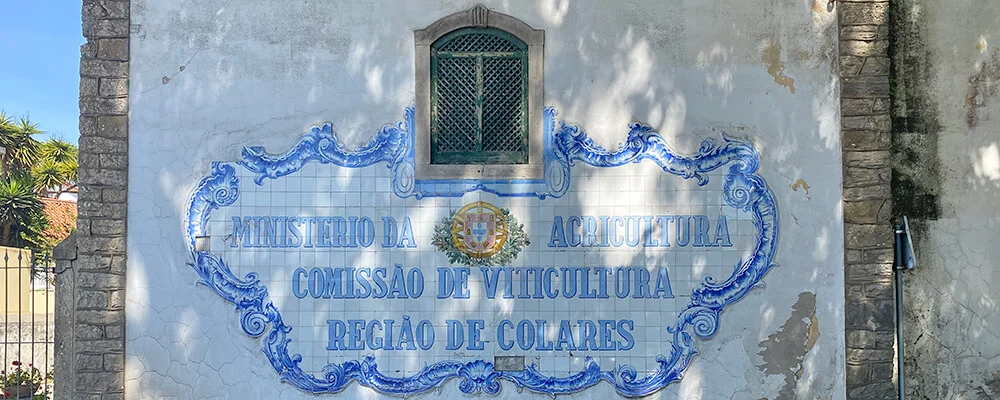 MINISTERIO DA AGRICULTURA
COMISSÃO DE VITICULTURA
REGIÃO DE COLARES